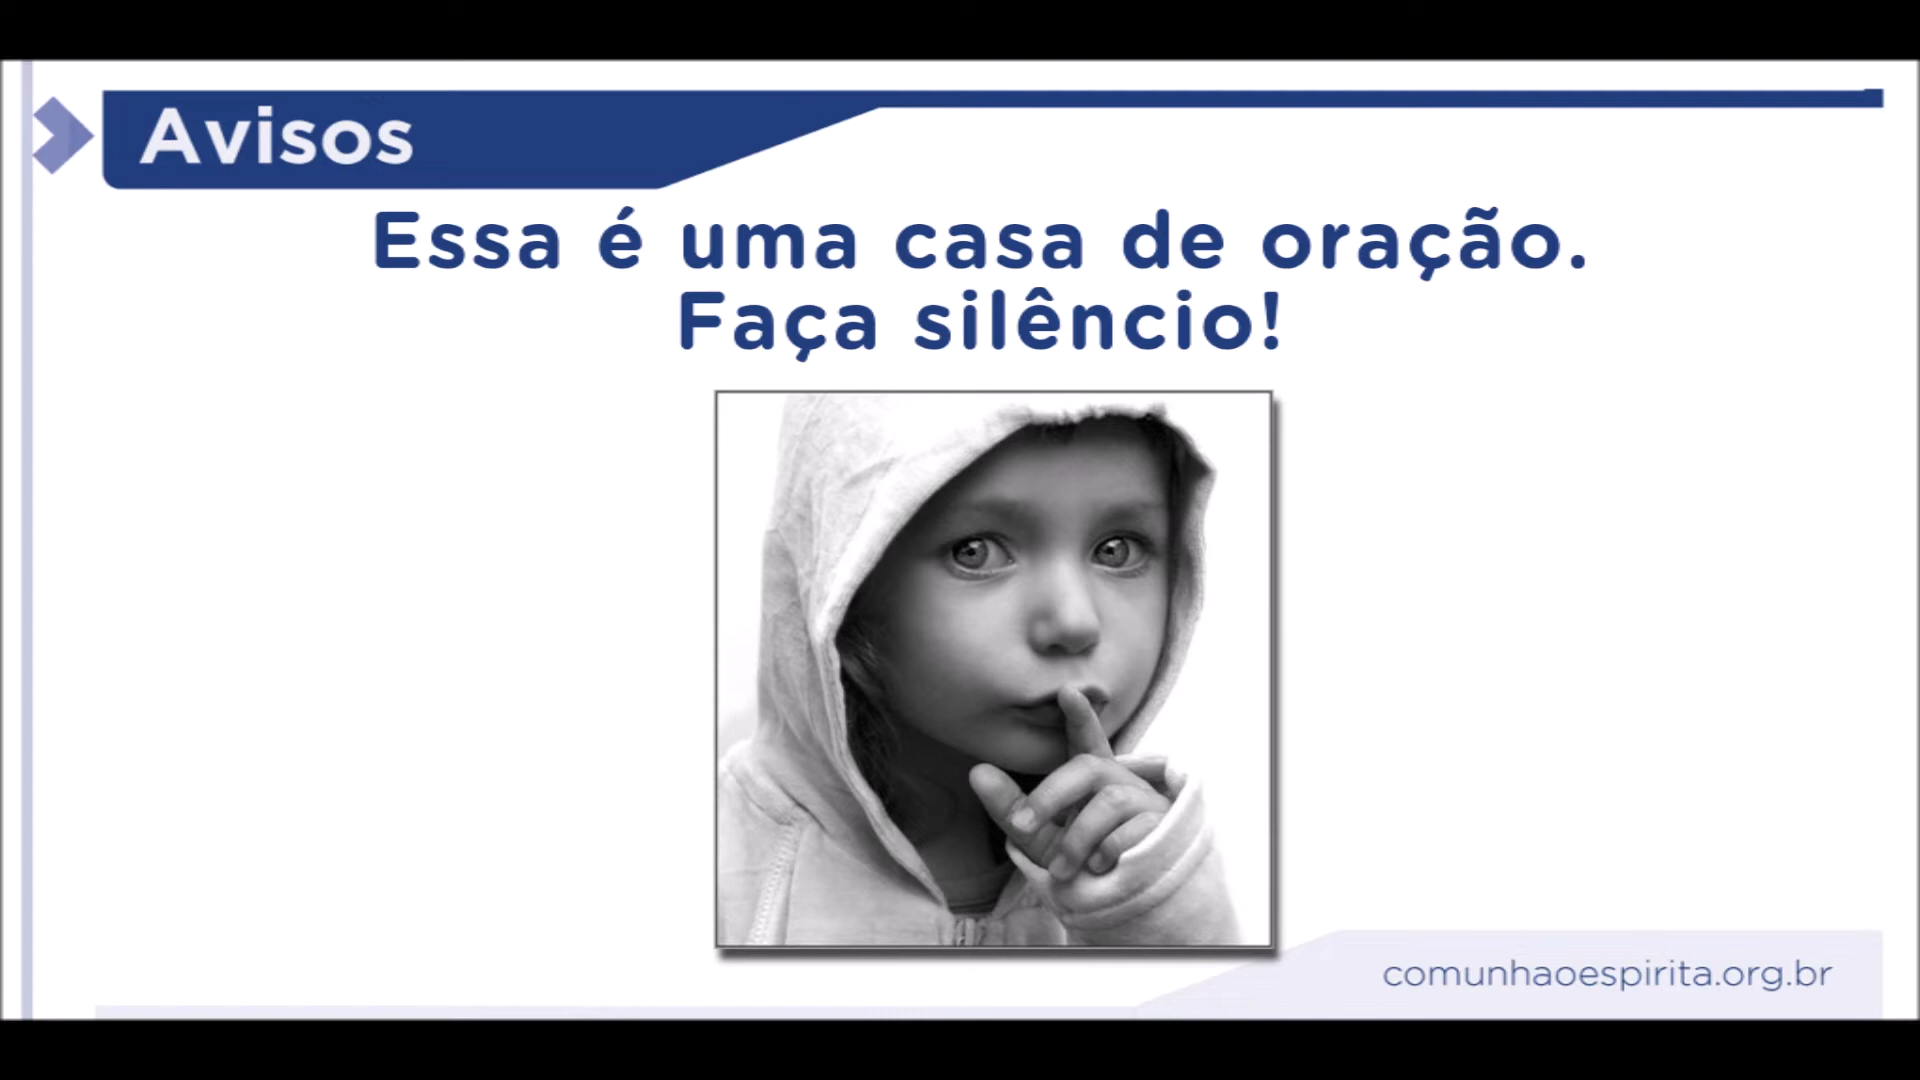 Avisos
Essa é uma casa de oração.
Faça silêncio!
comunhaoespirita.org.br